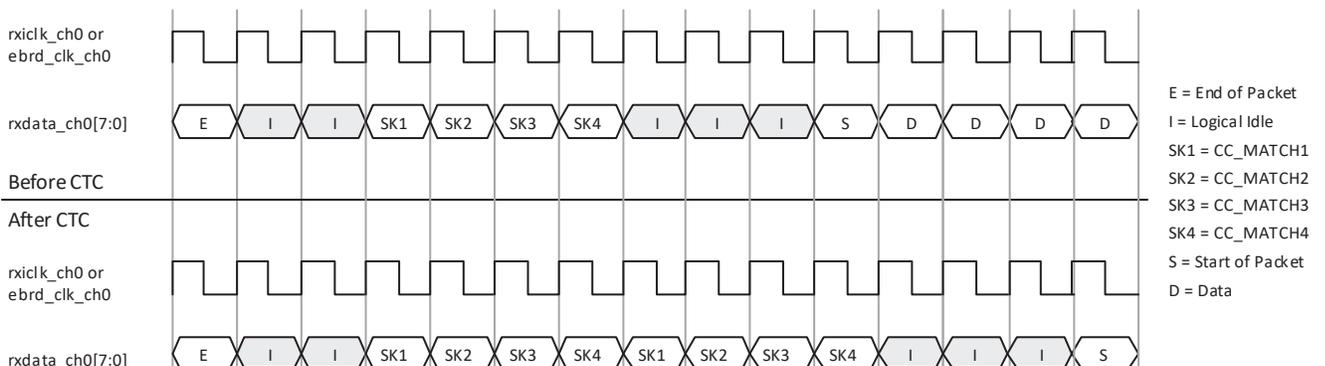 rxiclk_ch0 or
ebrd_clk_ch0
rxdata_ch0[7:0] E I I SK1 SK2 SK3 SK4 I I I S D D D D
Before CTC
After CTC
rxiclk_ch0 or
ebrd_clk_ch0
rxdata_ch0[7:0] E I I SK1 SK2 SK3 SK4 SK1 SK2 SK3 SK4 I I I S
E = End of Packet
I = Logical Idle
SK1 = CC_MATCH1
SK2 = CC_MATCH2
SK3 = CC_MATCH3
SK4 = CC_MATCH4
S = Start of Packet
D = Data